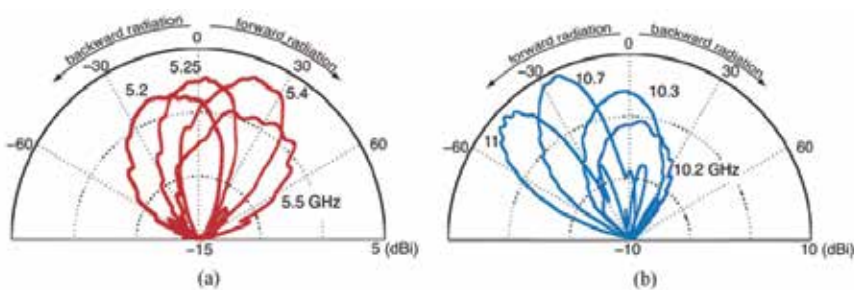 backward radiation forward radiation
0
-30 5.25 30
5.2 5.4
-60 60
5.5 GHz
-15 5 (dBi)
(a)
forward radiation backward radiation
0
-30 10.7 10.3 30
-60 11 60
10.2 GHz
-10 10 (dBi)
(b)